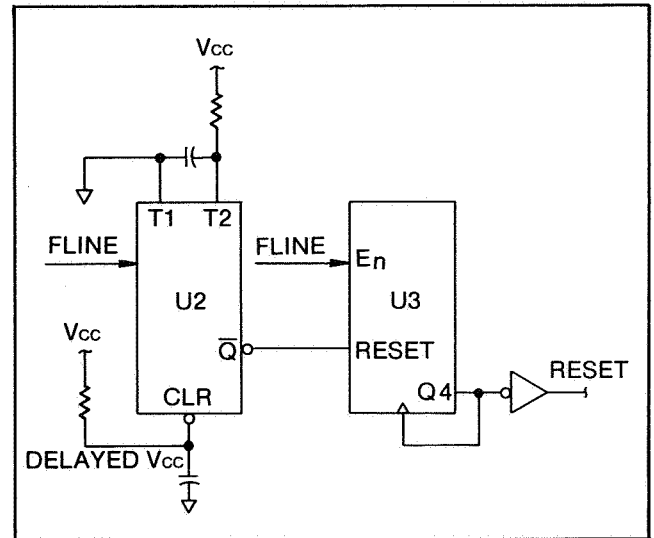 Vcc
T1 T2
FLINE
FLINE
En
U2
U3
Vcc
Q̅
RESET
RESET
CLR
Q4
DELAYED Vcc